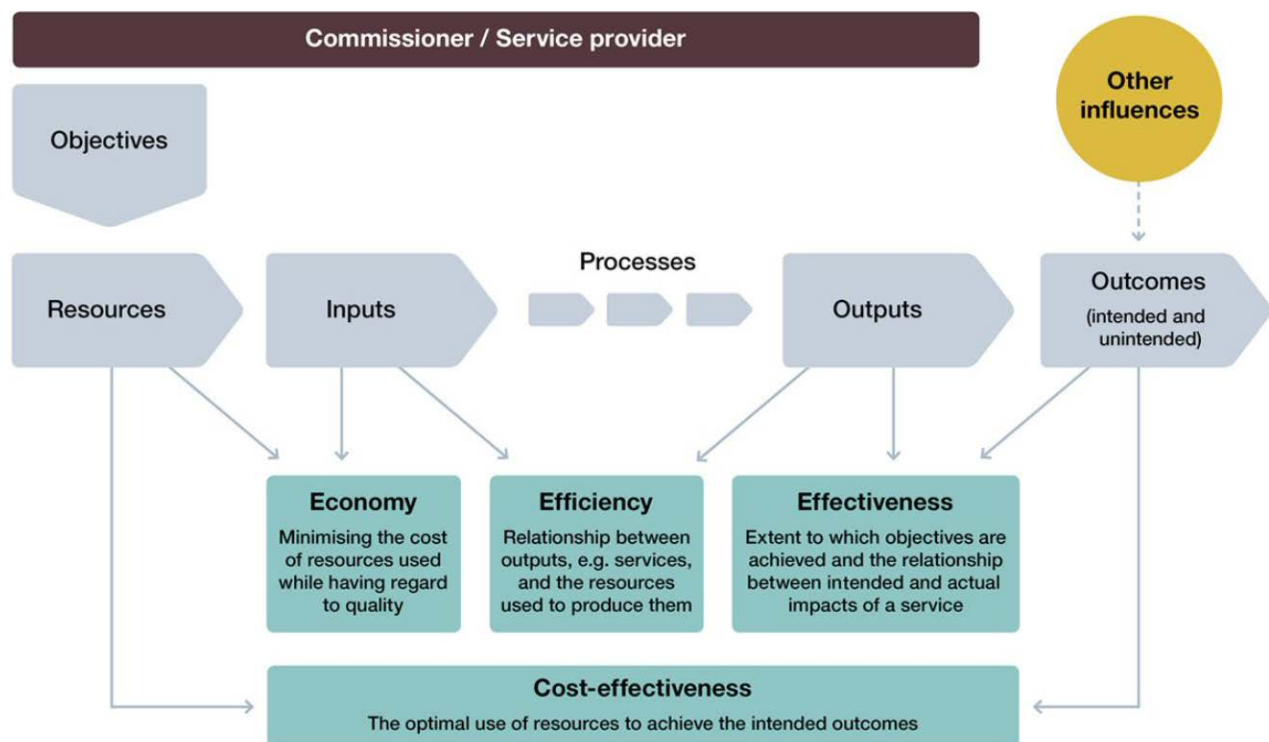 Commissioner / Service provider
Other
influences
Objectives
Resources
Inputs
Processes
Outputs
Outcomes
(intended and
unintended)
Economy
Minimising the cost
of resources used
while having regard
to quality
Efficiency
Relationship between
outputs, e.g. services,
and the resources
used to produce them
Effectiveness
Extent to which objectives are
achieved and the relationship
between intended and actual
impacts of a service
Cost-effectiveness
The optimal use of resources to achieve the intended outcomes